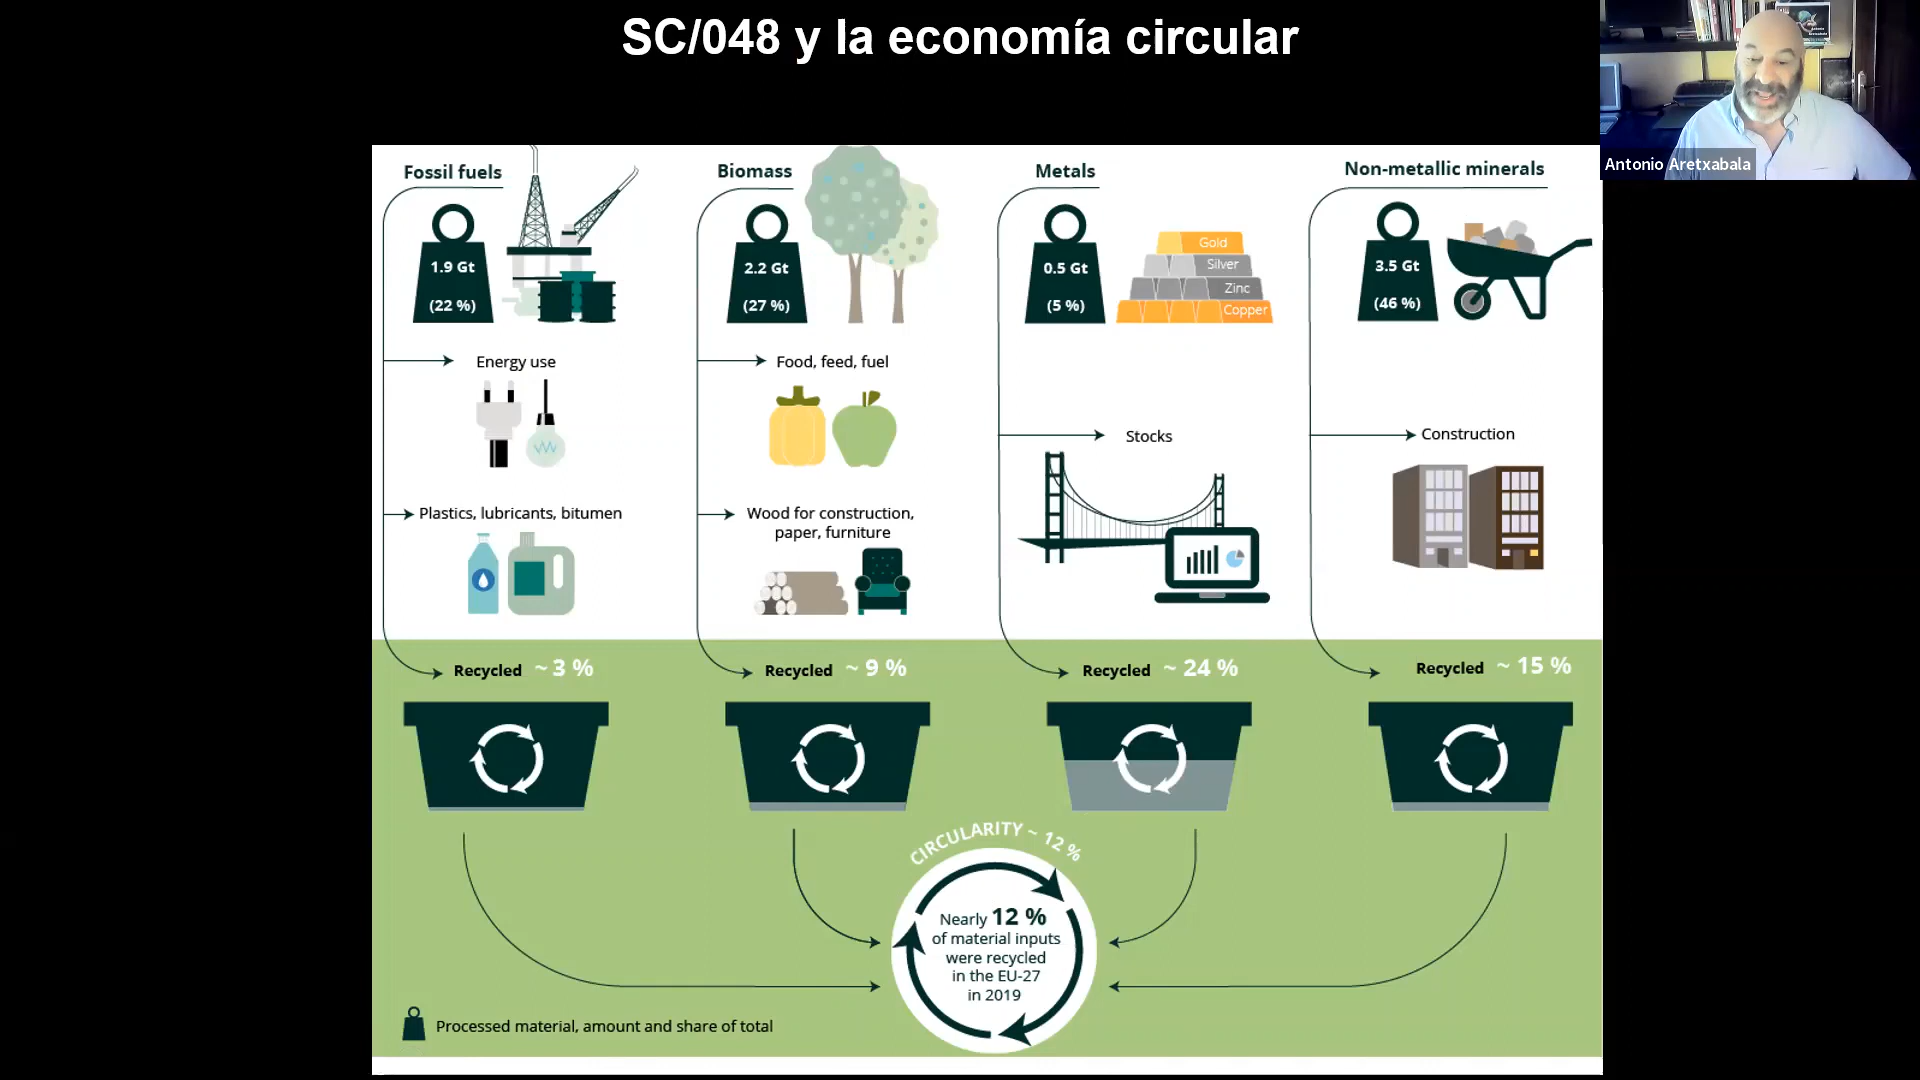 SC/048 y la economía circular
Antonio Aretxabala
Fossil fuels
1.9 Gt
(22 %)
Energy use
Plastics, lubricants, bitumen
Recycled ~ 3 %
Biomass
2.2 Gt
(27 %)
Food, feed, fuel
Wood for construction,
paper, furniture
Recycled ~ 9 %
Metals
0.5 Gt
(5 %)
Gold
Silver
Zinc
Copper
Stocks
Recycled ~ 24 %
Non-metallic minerals
3.5 Gt
(46 %)
Construction
Recycled ~ 15 %
CIRCULARITY ~ 12 %
Nearly 12 %
of material inputs
were recycled
in the EU-27
in 2019
Processed material, amount and share of total